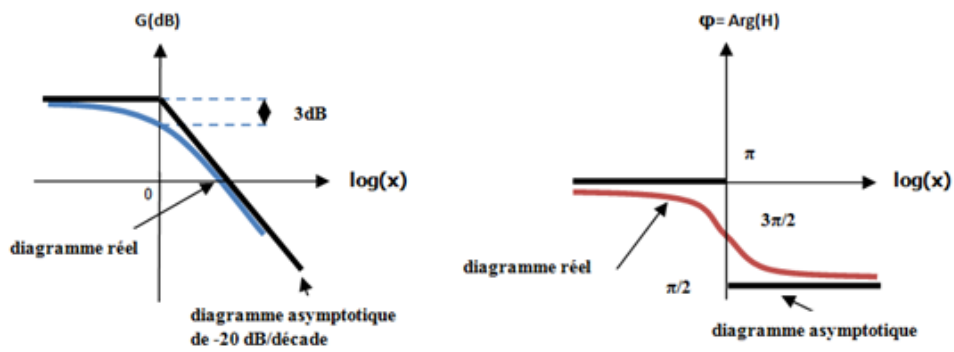 G(dB)
3dB
log(x)
0
diagramme réel
diagramme asymptotique
de -20 dB/décade
φ= Arg(H)
π
log(x)
3π/2
diagramme réel
π/2
diagramme asymptotique